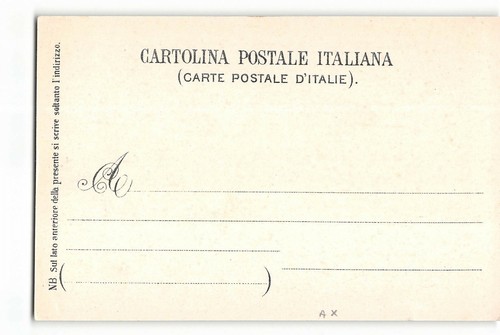 CARTOLINA POSTALE ITALIANA
(CARTE POSTALE D'ITALIE).
NB Sul lato anteriore della presente si scrive soltanto l'indirizzo.
A
( )
AX